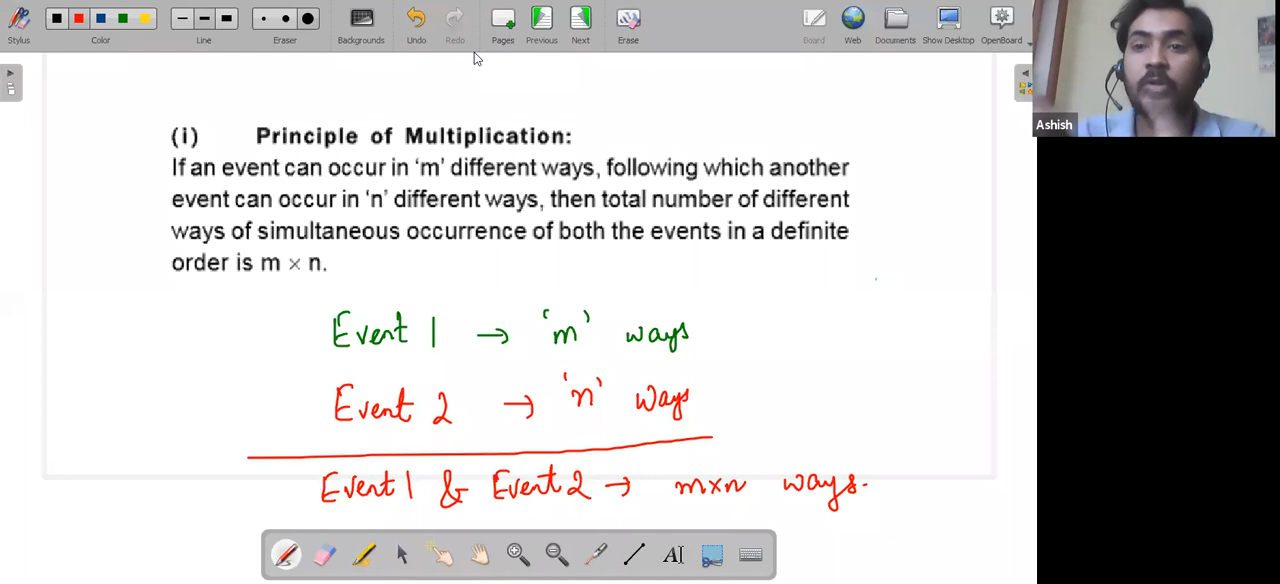 Stylus
Color
Line
Eraser
Backgrounds
Undo
Redo
Pages
Previous
Next
Erase
Board
Web
Documents
Show Desktop
OpenBoard
Ashish
(i) Principle of Multiplication:
If an event can occur in ‘m’ different ways, following which another
event can occur in ‘n’ different ways, then total number of different
ways of simultaneous occurrence of both the events in a definite
order is m × n.
Event 1 → ‘m’ ways
Event 2 → ‘n’ ways
Event 1 & Event 2 → m×n ways.
AI